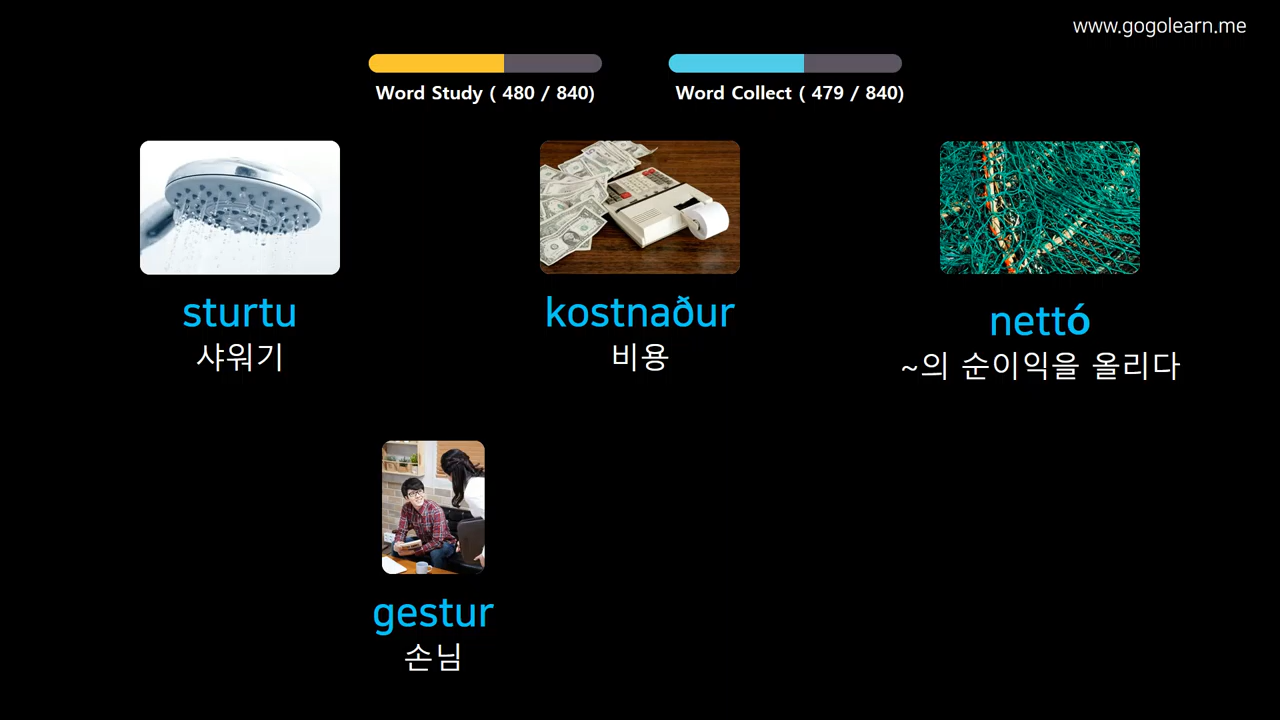 www.gogolearn.me
Word Study ( 480 / 840)
Word Collect ( 479 / 840)
sturtu
샤워기
kostnaður
비용
nettó
~의 순이익을 올리다
gestur
손님